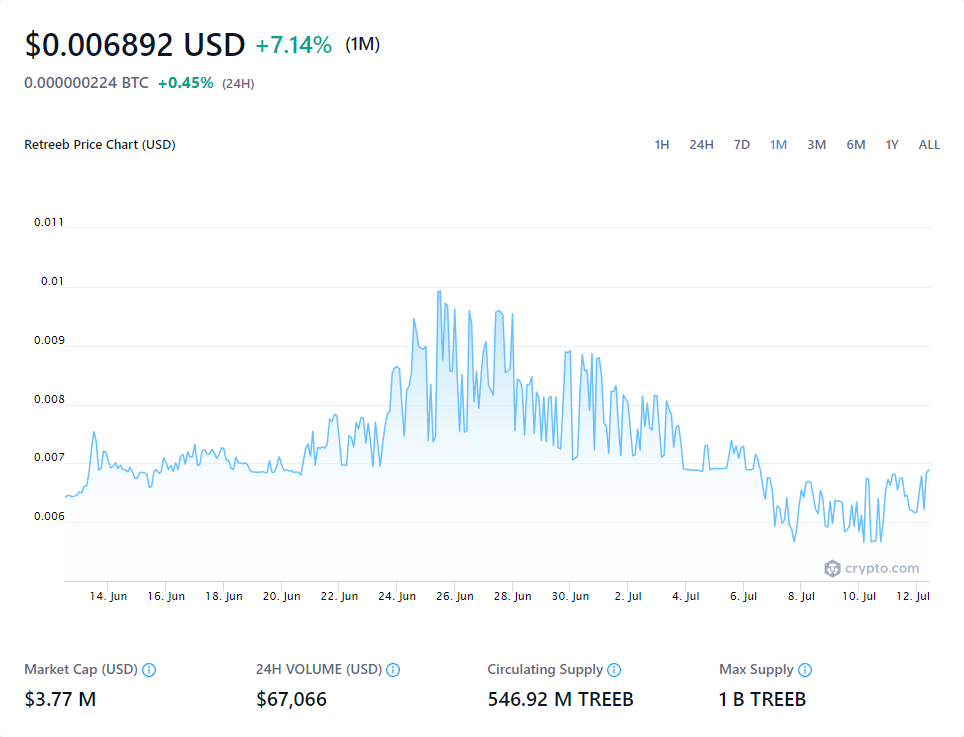 $0.006892 USD +7.14% (1M)
0.000000224 BTC +0.45% (24H)
Retreeb Price Chart (USD) 1H 24H 7D 1M 3M 6M 1Y ALL
0.011
0.01
0.009
0.008
0.007
0.006
crypto.com
14. Jun 16. Jun 18. Jun 20. Jun 22. Jun 24. Jun 26. Jun 28. Jun 30. Jun 2. Jul 4. Jul 6. Jul 8. Jul 10. Jul 12. Jul
Market Cap (USD) 24H VOLUME (USD) Circulating Supply Max Supply
$3.77 M $67,066 546.92 M TREEB 1 B TREEB